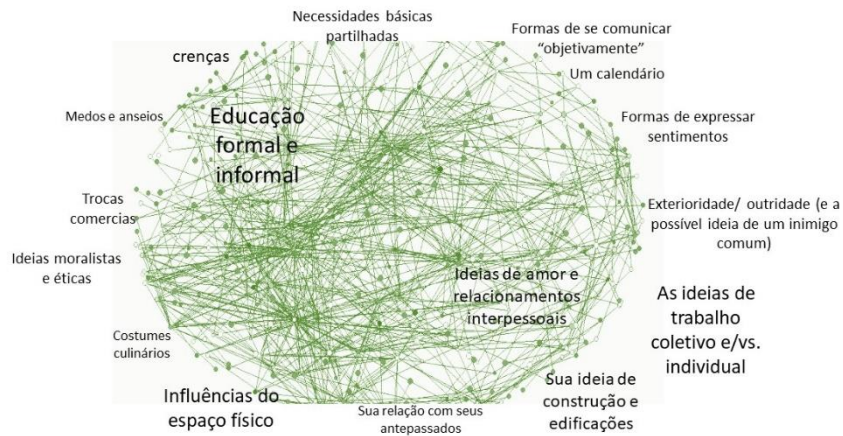 Necessidades básicas
partilhadas
Formas de se comunicar
“objetivamente”
crenças
Um calendário
Medos e anseios
Educação
formal e
informal
Formas de expressar
sentimentos
Trocas
comercias
Exterioridade/ outridade (e a
possível ideia de um inimigo
comum)
Ideias moralistas
e éticas
Ideias de amor e
relacionamentos
interpessoais
As ideias de
trabalho
coletivo e/vs.
individual
Costumes
culinários
Influências do
espaço físico
Sua relação com seus
antepassados
Sua ideia de
construção e
edificações